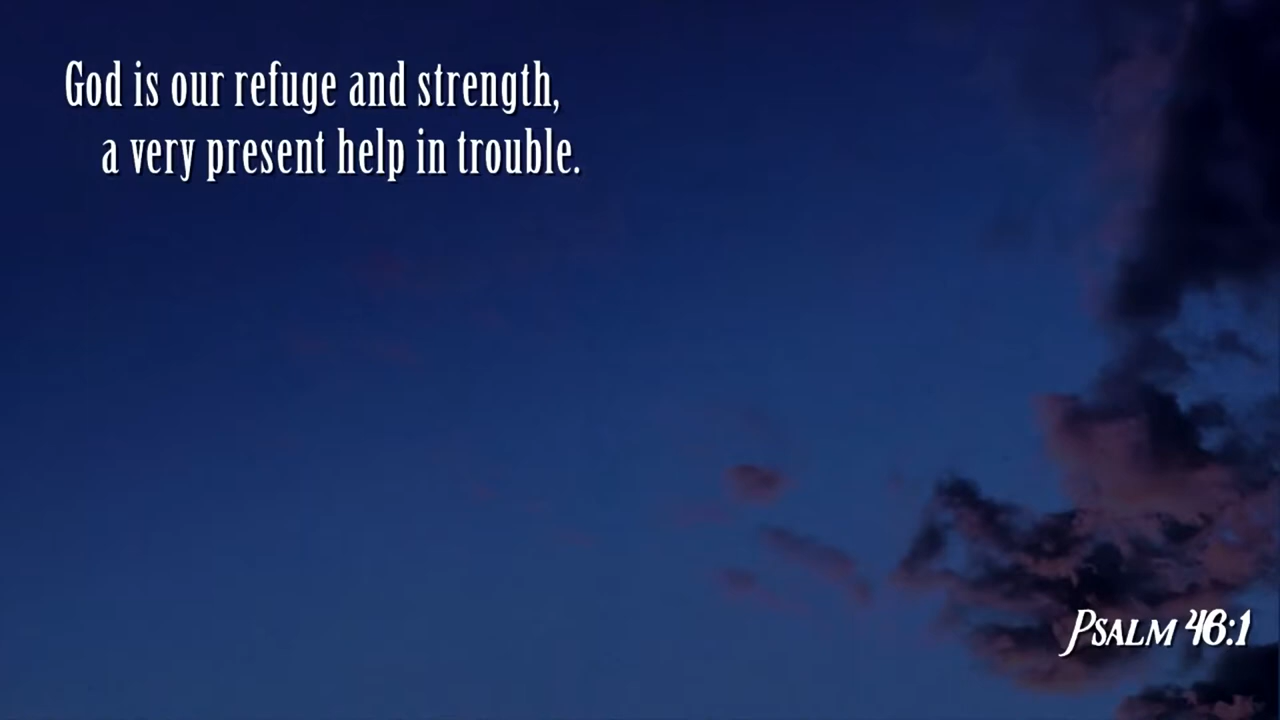 God is our refuge and strength,
a very present help in trouble.
Psalm 46:1